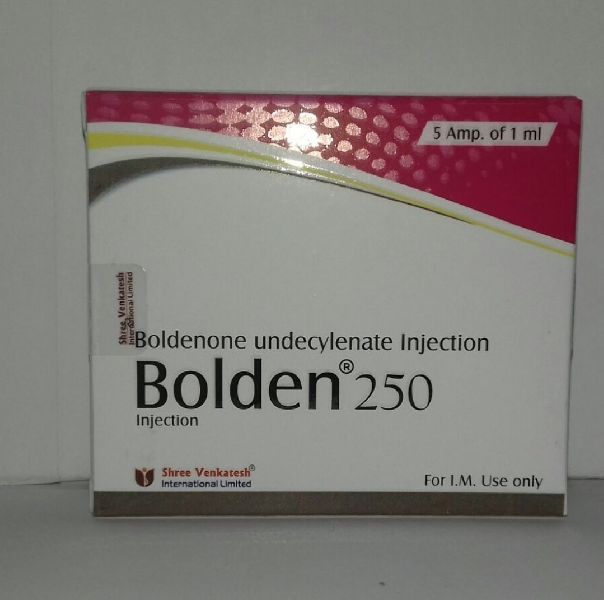 5 Amp. of 1 ml
Shree Venkatesh
International Limited
Boldenone undecylenate Injection
Bolden® 250
Injection
Shree Venkatesh®
International Limited
For I.M. Use only